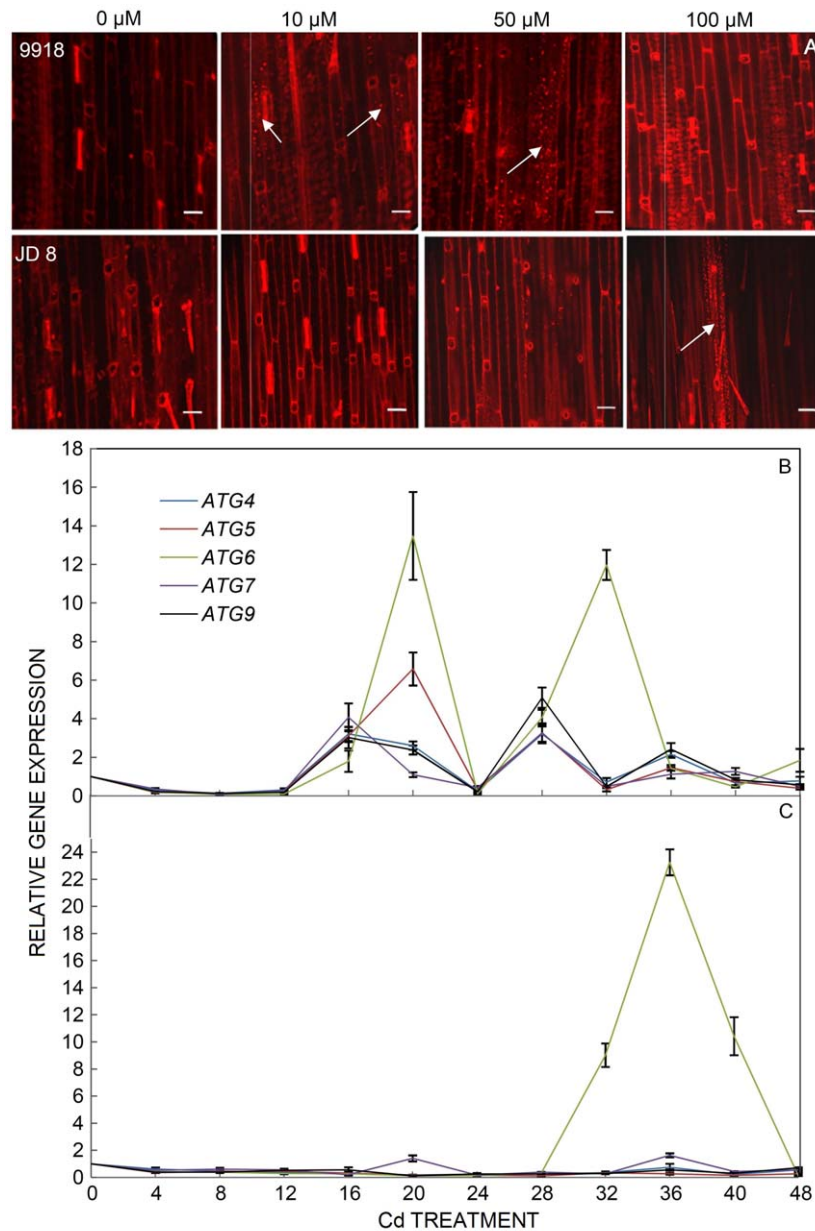 0 µM 10 µM 50 µM 100 µM
9918
A
JD 8
B
18
16
14
12
10
8
6
4
2
0
ATG4
ATG5
ATG6
ATG7
ATG9
C
24
22
20
18
16
14
12
10
8
6
4
2
0
RELATIVE GENE EXPRESSION
0 4 8 12 16 20 24 28 32 36 40 48
Cd TREATMENT